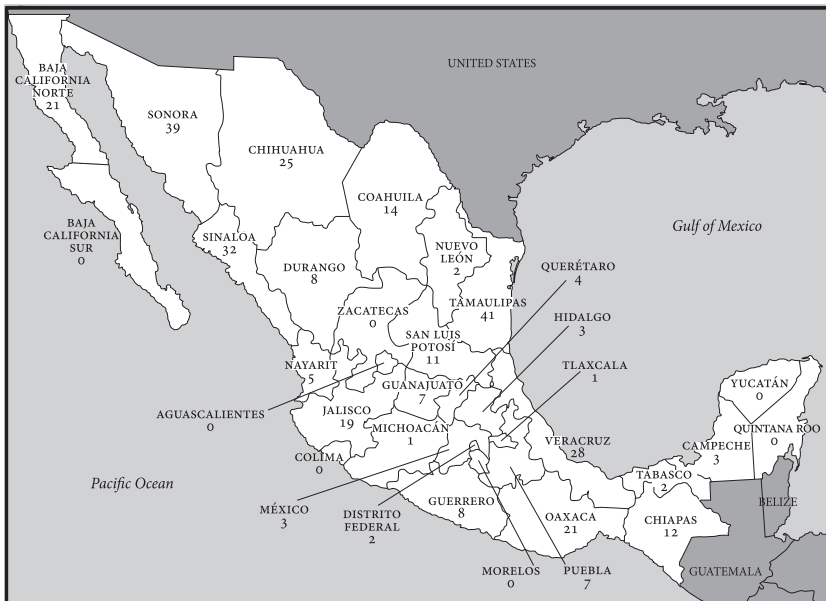 UNITED STATES
BAJA
CALIFORNIA
NORTE
21
SONORA
39
CHIHUAHUA
25
COAHUILA
14
BAJA
CALIFORNIA
SUR
0
SINALOA
32
DURANGO
8
NUEVO
LEÓN
2
Gulf of Mexico
QUERÉTARO
4
ZACATECAS
0
TAMAULIPAS
41
HIDALGO
3
SAN LUIS
POTOSÍ
11
NAYARIT
5
TLAXCALA
1
GUANAJUATO
7
YUCATÁN
0
AGUASCALIENTES
0
JALISCO
19
MICHOACÁN
1
VERACRUZ
28
QUINTANA ROO
0
CAMPECHE
3
COLIMA
0
TABASCO
2
Pacific Ocean
MÉXICO
3
DISTRITO
FEDERAL
2
GUERRERO
8
OAXACA
21
CHIAPAS
12
BELIZE
MORELOS
0
PUEBLA
7
GUATEMALA